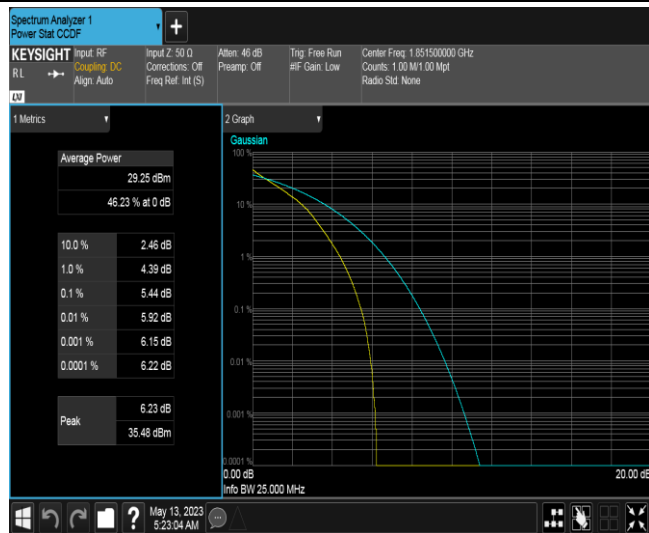 Spectrum Analyzer 1
Power Stat CCDF
+
KEYSIGHT
RL
LXI
Input: RF
Coupling: DC
Align: Auto
Input Z: 50 Ω
Corrections: Off
Freq Ref: Int (S)
Atten: 46 dB
Preamp: Off
Trig: Free Run
#IF Gain: Low
Center Freq: 1.851500000 GHz
Counts: 1.00 M/1.00 Mpt
Radio Std: None
1 Metrics
Average Power
29.25 dBm
46.23 % at 0 dB
10.0 % 2.46 dB
1.0 % 4.39 dB
0.1 % 5.44 dB
0.01 % 5.92 dB
0.001 % 6.15 dB
0.0001 % 6.22 dB
Peak
6.23 dB
35.48 dBm
2 Graph
Gaussian
100 %
10 %
1 %
0.1 %
0.01 %
0.001 %
0.0001 %
0.00 dB 20.00 dB
Info BW 25.000 MHz
?
May 13, 2023
5:23:04 AM